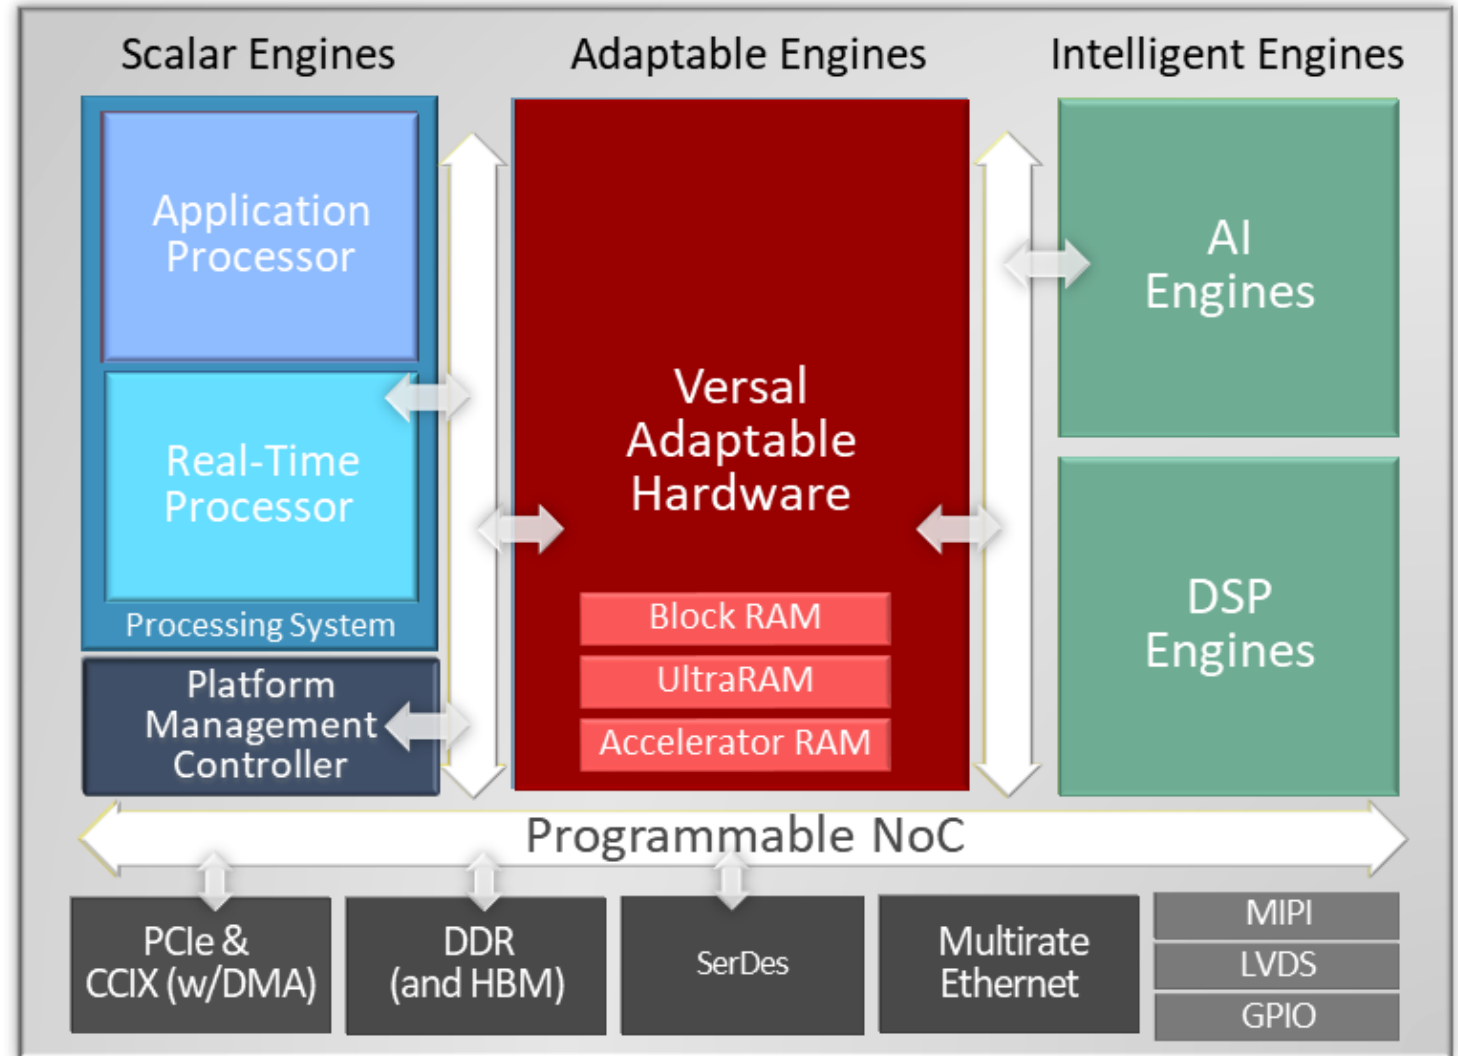 Scalar Engines
Adaptable Engines
Intelligent Engines
Application
Processor
Real-Time
Processor
Processing System
Platform
Management
Controller
Versal
Adaptable
Hardware
Block RAM
UltraRAM
Accelerator RAM
AI
Engines
DSP
Engines
Programmable NoC
PCIe &
CCIX (w/DMA)
DDR
(and HBM)
SerDes
Multirate
Ethernet
MIPI
LVDS
GPIO